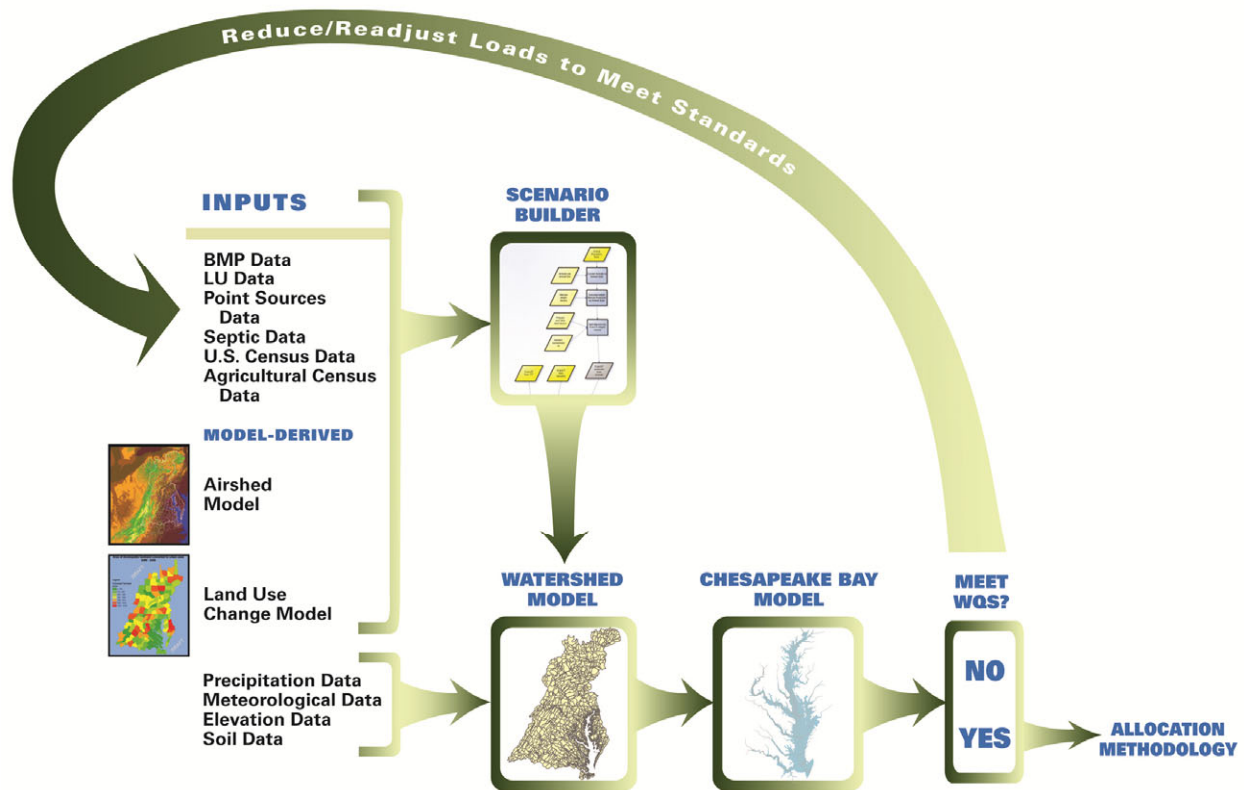 Reduce/Readjust Loads to Meet Standards
INPUTS
BMP Data
LU Data
Point Sources
Data
Septic Data
U.S. Census Data
Agricultural Census
Data
MODEL-DERIVED
Airshed
Model
Land Use
Change Model
Precipitation Data
Meteorological Data
Elevation Data
Soil Data
SCENARIO
BUILDER
WATERSHED
MODEL
CHESAPEAKE BAY
MODEL
MEET
WQS?
NO
YES
ALLOCATION
METHODOLOGY